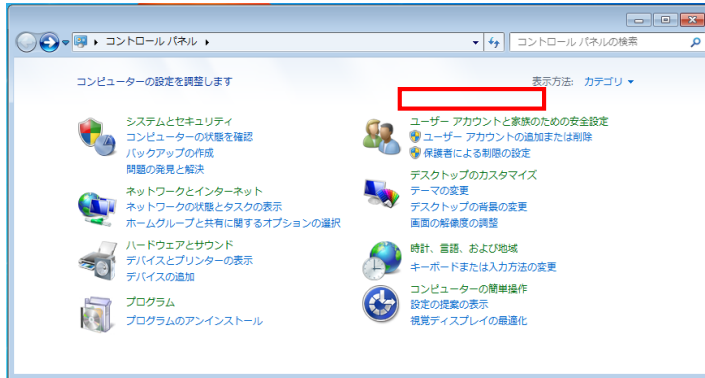 コントロール パネル
コントロール パネルの検索
コンピューターの設定を調整します
表示方法: カテゴリ
システムとセキュリティ
コンピューターの状態を確認
バックアップの作成
問題の発見と解決
ネットワークとインターネット
ネットワークの状態とタスクの表示
ホームグループと共有に関するオプションの選択
ハードウェアとサウンド
デバイスとプリンターの表示
デバイスの追加
プログラム
プログラムのアンインストール
ユーザー アカウントと家族のための安全設定
ユーザー アカウントの追加または削除
保護者による制限の設定
デスクトップのカスタマイズ
テーマの変更
デスクトップの背景の変更
画面の解像度の調整
時計、言語、および地域
キーボードまたは入力方法の変更
コンピューターの簡単操作
設定の提案の表示
視覚ディスプレイの最適化